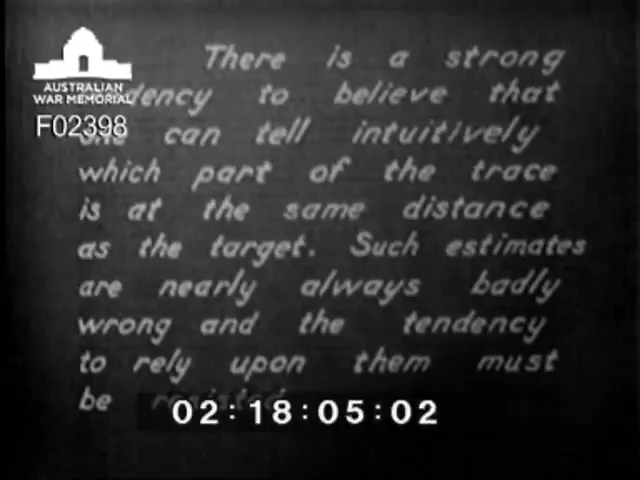 There is a strong
AUSTRALIAN
WAR MEMORIAL
to believe that
F02398
can tell intuitively
which part of the trace
is at the same distance
as the target. Such estimates
are nearly always badly
wrong and the tendency
to rely upon them must
be
02:18:05:02